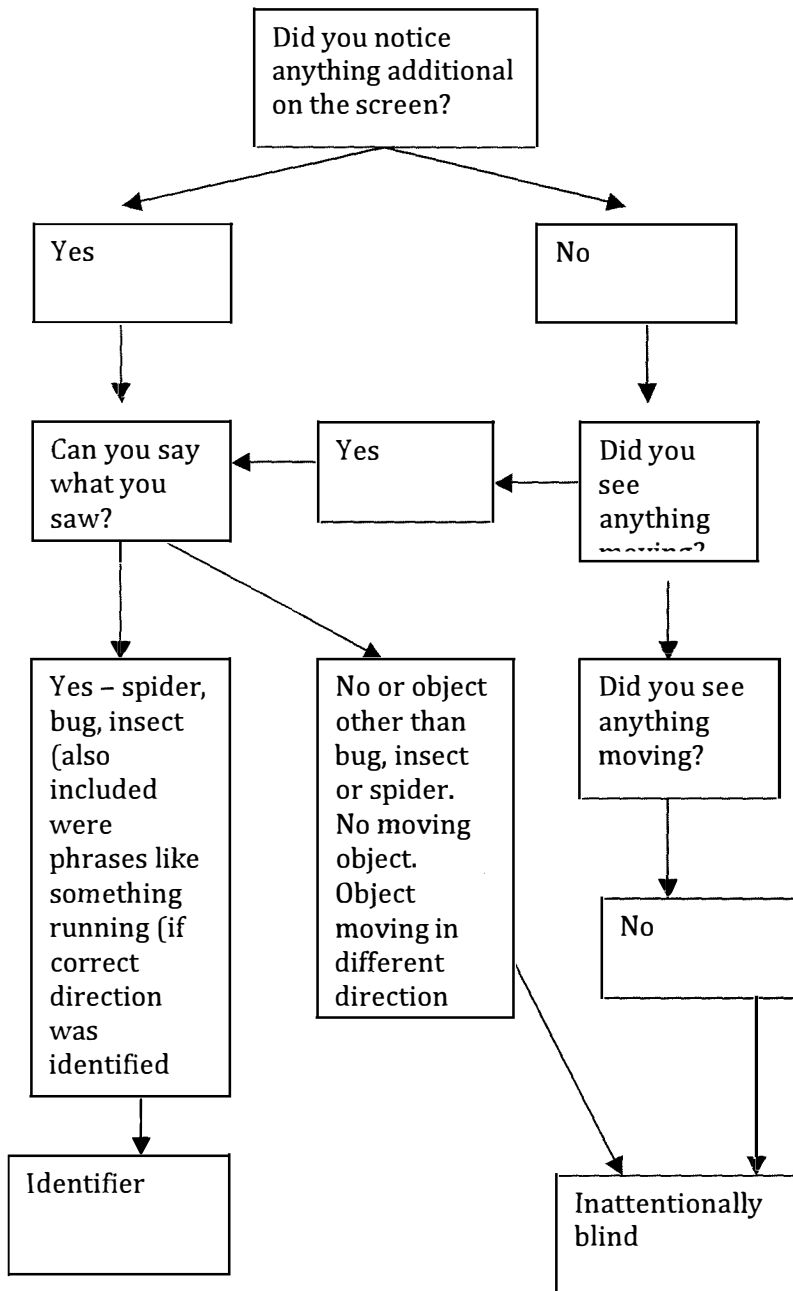 Did you notice
anything additional
on the screen?
Yes
No
Can you say
what you
saw?
Yes
Did you
see
anything
moving?
Yes – spider,
bug, insect
(also
included
were
phrases like
something
running (if
correct
direction
was
identified
No or object
other than
bug, insect
or spider.
No moving
object.
Object
moving in
different
direction
Did you see
anything
moving?
No
Identifier
Inattentionally
blind